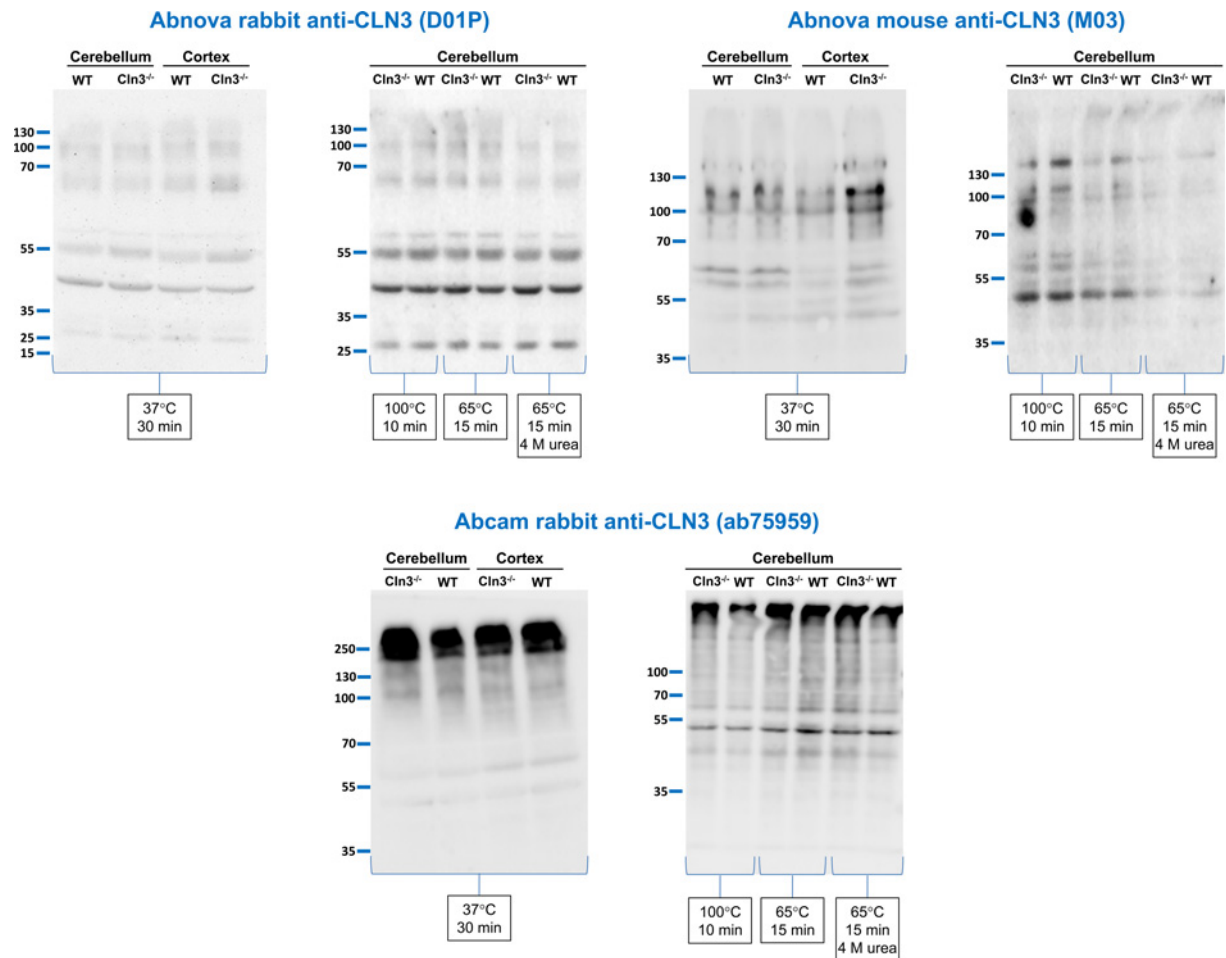 Abnova rabbit anti-CLN3 (D01P)
Cerebellum Cortex
WT Cln3-/- WT Cln3-/-
130
100
70
55
35
25
15
37°C
30 min
Cerebellum
Cln3-/- WT Cln3-/- WT Cln3-/- WT
130
100
70
55
35
25
100°C
10 min
65°C
15 min
65°C
15 min
4 M urea
Abnova mouse anti-CLN3 (M03)
Cerebellum Cortex
WT Cln3-/- WT Cln3-/-
130
100
70
55
35
37°C
30 min
Cerebellum
Cln3-/- WT Cln3-/- WT Cln3-/- WT
130
100
70
55
35
100°C
10 min
65°C
15 min
65°C
15 min
4 M urea
Abcam rabbit anti-CLN3 (ab75959)
Cerebellum Cortex
Cln3-/- WT Cln3-/- WT
250
130
100
70
55
35
37°C
30 min
Cerebellum
Cln3-/- WT Cln3-/- WT Cln3-/- WT
100
70
55
35
100°C
10 min
65°C
15 min
65°C
15 min
4 M urea